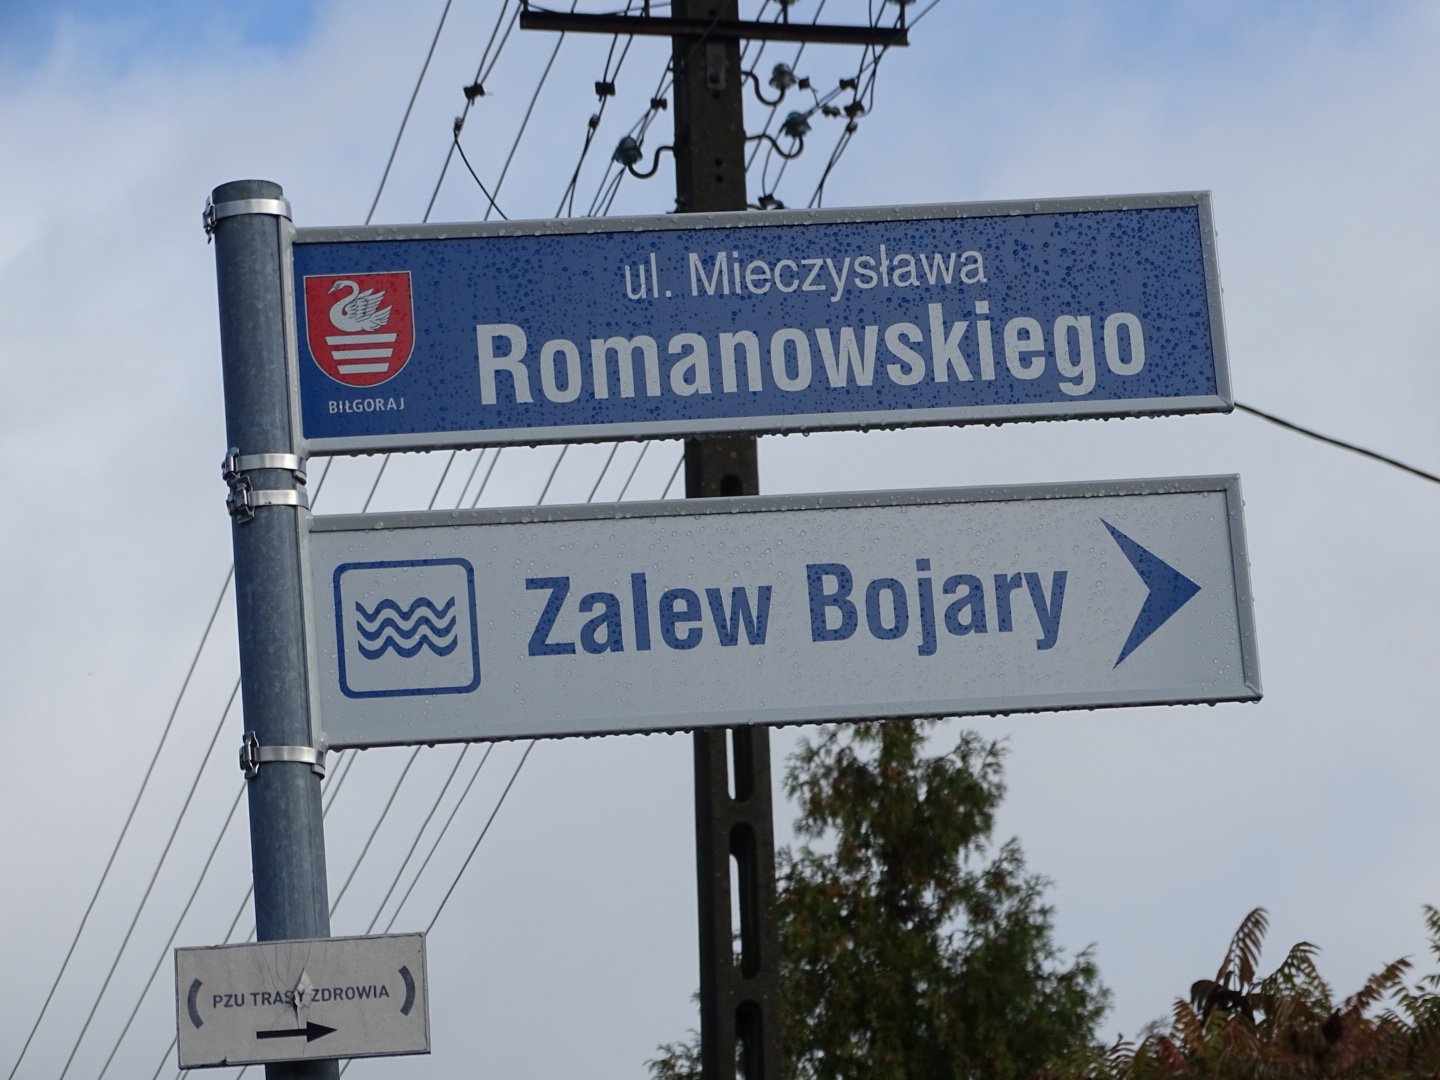 ul. Mieczysława
Romanowskiego
BIŁGORAJ
Zalew Bojary
PZU TRASY ZDROWIA